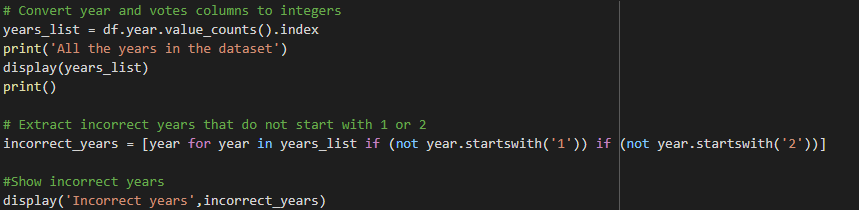 # Convert year and votes columns to integers
years_list = df.year.value_counts().index
print('All the years in the dataset')
display(years_list)
print()
# Extract incorrect years that do not start with 1 or 2
incorrect_years = [year for year in years_list if (not year.startswith('1')) if (not year.startswith('2'))]
#Show incorrect years
display('Incorrect years',incorrect_years)